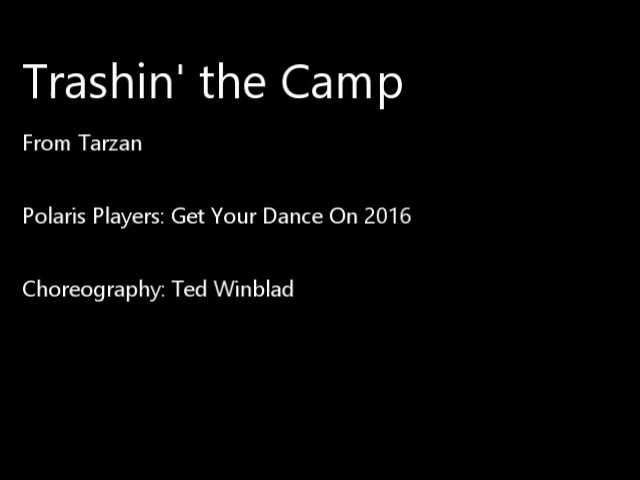 Trashin' the Camp
From Tarzan
Polaris Players: Get Your Dance On 2016
Choreography: Ted Winblad